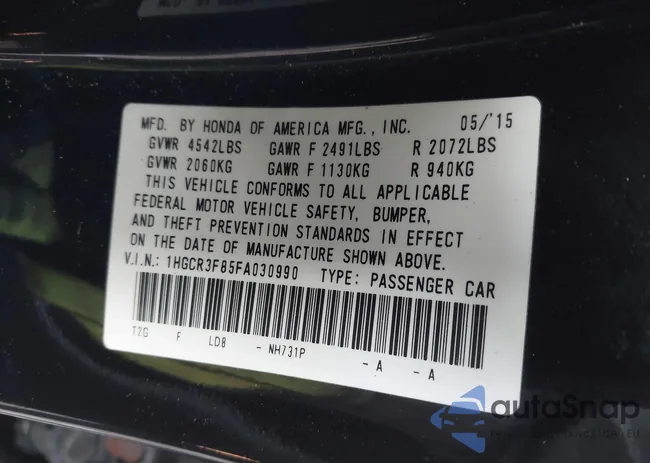 MFD. BY HONDA OF AMERICA MFG., INC. 05/'15
GVWR 4542LBS GAWR F 2491LBS R 2072LBS
GVWR 2060KG GAWR F 1130KG R 940KG
THIS VEHICLE CONFORMS TO ALL APPLICABLE
FEDERAL MOTOR VEHICLE SAFETY, BUMPER,
AND THEFT PREVENTION STANDARDS IN EFFECT
ON THE DATE OF MANUFACTURE SHOWN ABOVE.
V.I.N.: 1HGCR3F85FA030990 TYPE: PASSENGER CAR
T2G F LD8 - NH731P - A - A
autoSnap